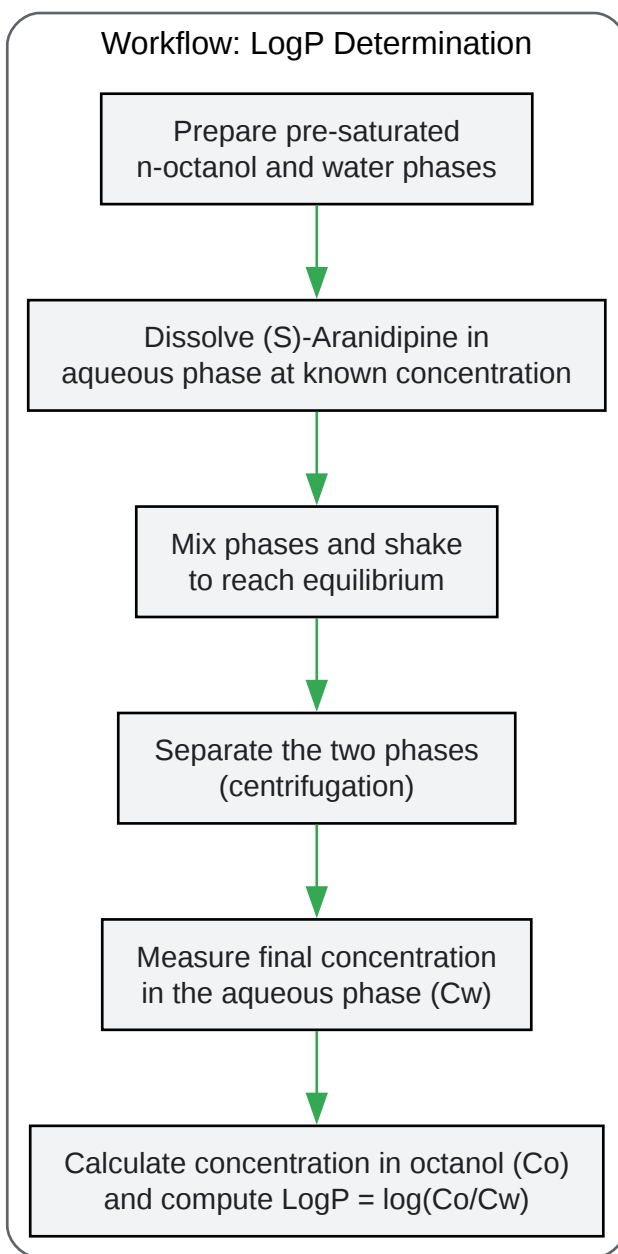 Workflow: LogP Determination
Prepare pre-saturated
n-octanol and water phases
Dissolve (S)-Aranidipine in
aqueous phase at known concentration
Mix phases and shake
to reach equilibrium
Separate the two phases
(centrifugation)
Measure final concentration
in the aqueous phase (Cw)
Calculate concentration in octanol (Co)
and compute LogP = log(Co/Cw)